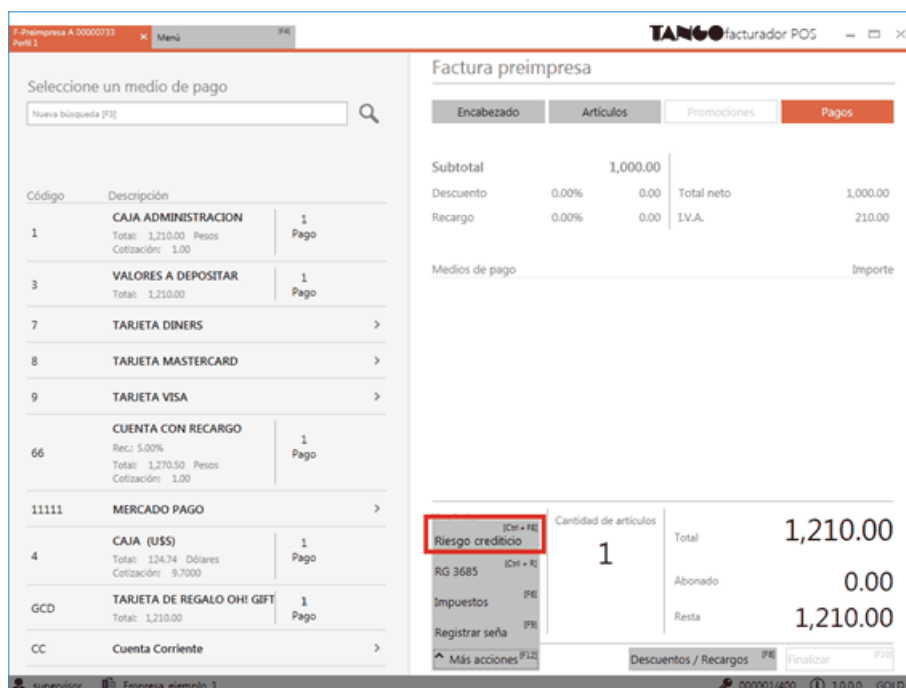 F-Preimpresa A 00000733
Perfil 1
Menú
[F4]
TANGO facturador POS
Seleccione un medio de pago
Nueva búsqueda [F3]
Código Descripción
1 CAJA ADMINISTRACION 1
Total: 1,210.00 Pesos Pago
Cotización: 1.00
3 VALORES A DEPOSITAR 1
Total: 1,210.00 Pago
7 TARJETA DINERS
8 TARJETA MASTERCARD
9 TARJETA VISA
66 CUENTA CON RECARGO 1
Rec.: 5.00% Pago
Total: 1,270.50 Pesos
Cotización: 1.00
11111 MERCADO PAGO
4 CAJA (U$S) 1
Total: 124.74 Dólares Pago
Cotización: 9.7000
GCD TARJETA DE REGALO OH! GIFT 1
Total: 1,210.00 Pago
CC Cuenta Corriente
Factura preimpresa
Encabezado Artículos Promociones Pagos
Subtotal 1,000.00
Descuento 0.00% 0.00 Total neto 1,000.00
Recargo 0.00% 0.00 I.V.A. 210.00
Medios de pago Importe
Riesgo crediticio
RG 3685 [Ctrl + R]
Impuestos [F6]
Registrar seña [F9]
Más acciones [F12]
Cantidad de artículos
1
Total 1,210.00
Abonado 0.00
Resta 1,210.00
Descuentos / Recargos [F8] Finalizar [F10]
supervisor Empresa ejemplo 1 000001/400 1.0.0.0 GOLD